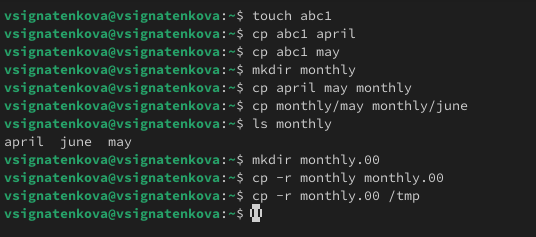 vsignatenkova@vsignatenkova:~$ touch abc1
vsignatenkova@vsignatenkova:~$ cp abc1 april
vsignatenkova@vsignatenkova:~$ cp abc1 may
vsignatenkova@vsignatenkova:~$ mkdir monthly
vsignatenkova@vsignatenkova:~$ cp april may monthly
vsignatenkova@vsignatenkova:~$ cp monthly/may monthly/june
vsignatenkova@vsignatenkova:~$ ls monthly
april  june  may
vsignatenkova@vsignatenkova:~$ mkdir monthly.00
vsignatenkova@vsignatenkova:~$ cp -r monthly monthly.00
vsignatenkova@vsignatenkova:~$ cp -r monthly.00 /tmp
vsignatenkova@vsignatenkova:~$